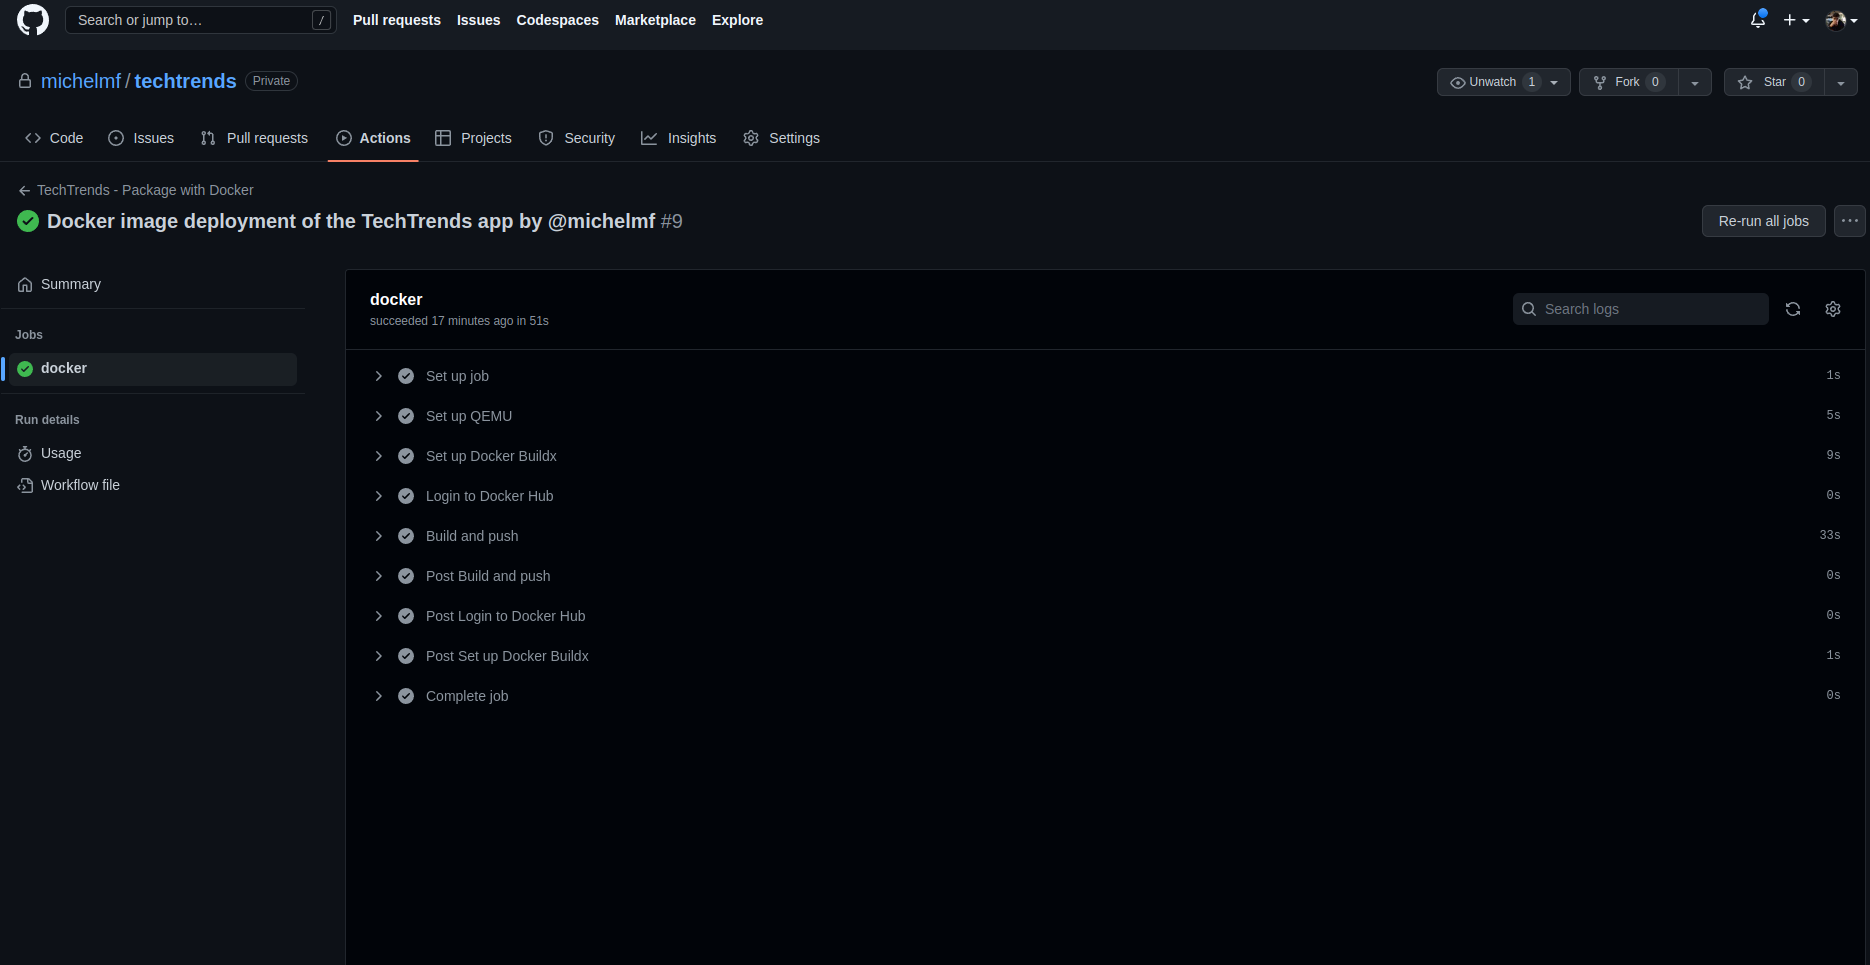 Search or jump to… / Pull requests Issues Codespaces Marketplace Explore
michelmf / techtrends Private Unwatch 1 Fork 0 Star 0
Code Issues Pull requests Actions Projects Security Insights Settings
TechTrends - Package with Docker
Docker image deployment of the TechTrends app by @michelmf #9 Re-run all jobs
Summary
Jobs
docker
Run details
Usage
Workflow file
docker
succeeded 17 minutes ago in 51s
Search logs
Set up job 1s
Set up QEMU 5s
Set up Docker Buildx 9s
Login to Docker Hub 0s
Build and push 33s
Post Build and push 0s
Post Login to Docker Hub 0s
Post Set up Docker Buildx 1s
Complete job 0s